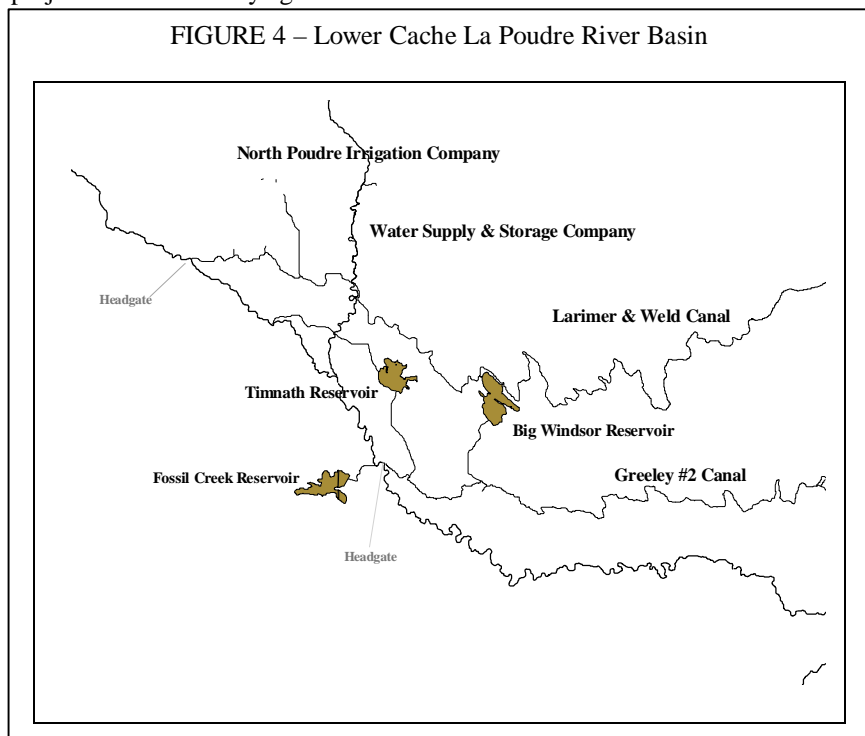 FIGURE 4 – Lower Cache La Poudre River Basin
North Poudre Irrigation Company
Water Supply & Storage Company
Headgate
Larimer & Weld Canal
Timnath Reservoir
Big Windsor Reservoir
Fossil Creek Reservoir
Greeley #2 Canal
Headgate